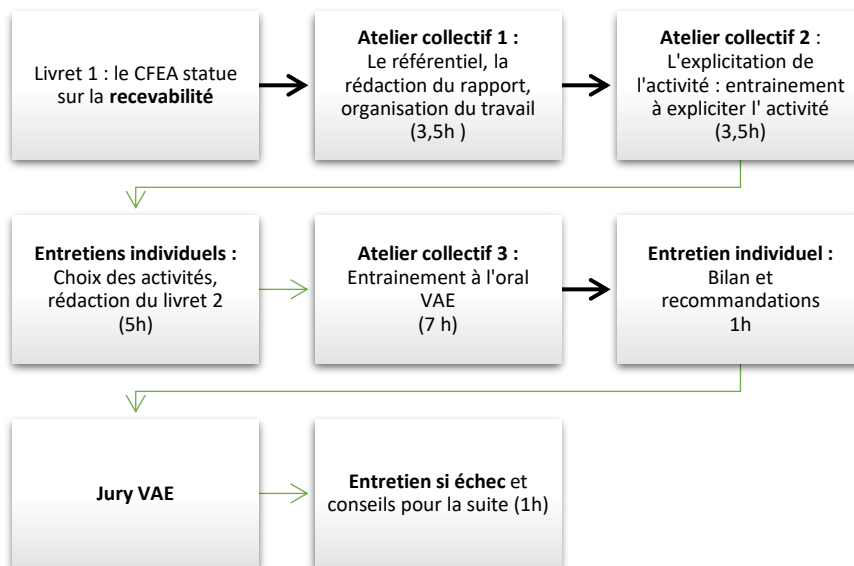 Livret 1 : le CFEA statue
sur la recevabilité
Atelier collectif 1 :
Le référentiel, la
rédaction du rapport,
organisation du travail
(3,5h )
Atelier collectif 2 :
L'explicitation de
l'activité : entrainement
à expliciter l' activité
(3,5h)
Entretiens individuels :
Choix des activités,
rédaction du livret 2
(5h)
Atelier collectif 3 :
Entrainement à l'oral
VAE
(7 h)
Entretien individuel :
Bilan et
recommandations
1h
Jury VAE
Entretien si échec et
conseils pour la suite (1h)